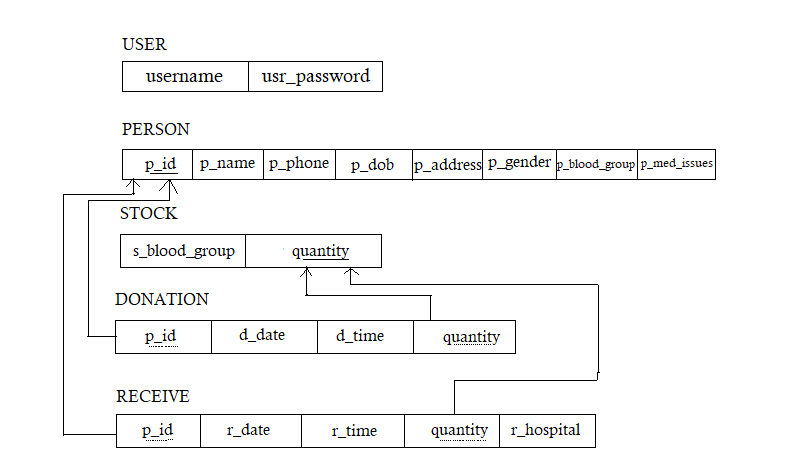 USER
username usr_password
PERSON
p_id p_name p_phone p_dob p_address p_gender p_blood_group p_med_issues
STOCK
s_blood_group quantity
DONATION
p_id d_date d_time quantity
RECEIVE
p_id r_date r_time quantity r_hospital